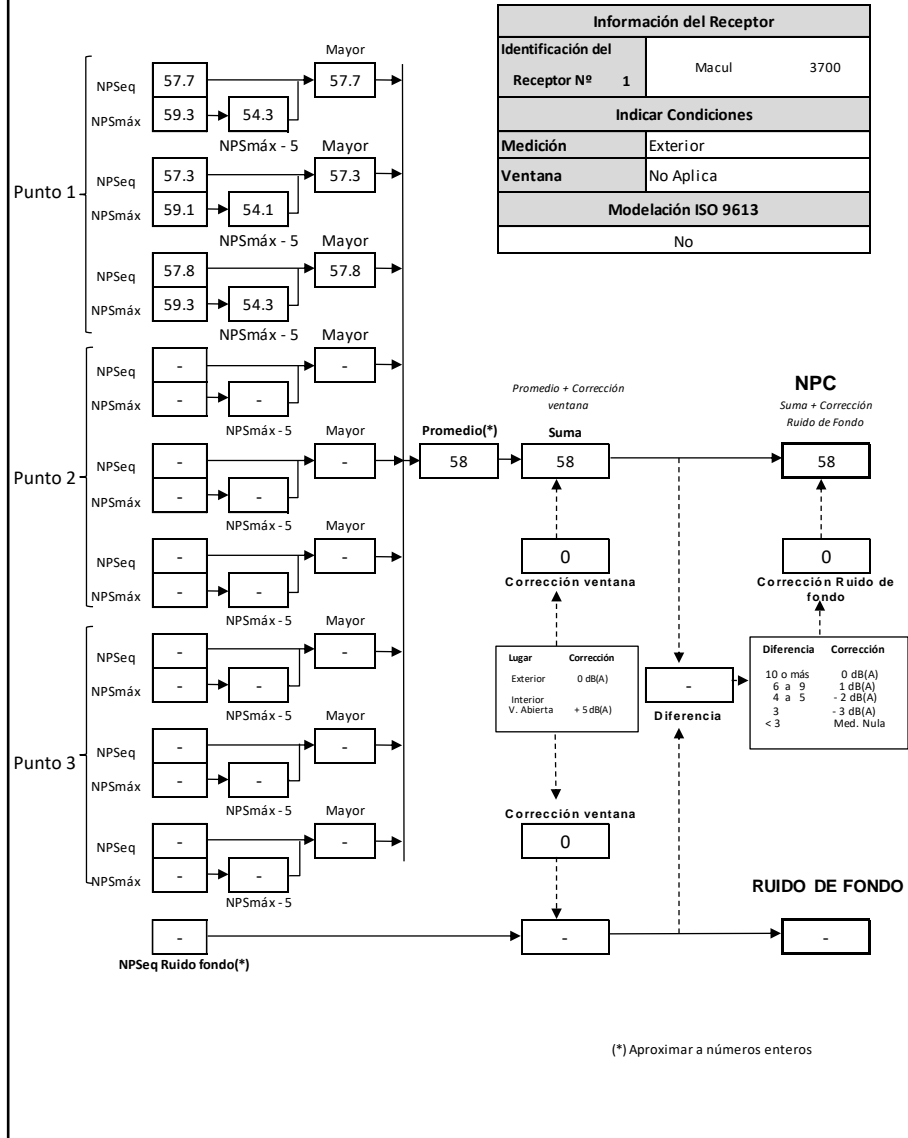 Información del Receptor
Identificación del
Receptor Nº 1
Macul 3700
Indicar Condiciones
Medición Exterior
Ventana No Aplica
Modelación ISO 9613
No
Punto 1
Mayor
NPSeq 57.7 57.7
NPSmáx 59.3 54.3
NPSmáx - 5 Mayor
NPSeq 57.3 57.3
NPSmáx 59.1 54.1
NPSmáx - 5 Mayor
NPSeq 57.8 57.8
NPSmáx 59.3 54.3
NPSmáx - 5 Mayor
Punto 2
NPSeq - -
NPSmáx - -
NPSmáx - 5 Mayor
NPSeq - -
NPSmáx - -
NPSmáx - 5 Mayor
NPSeq - -
NPSmáx - -
NPSmáx - 5 Mayor
Punto 3
NPSeq - -
NPSmáx - -
NPSmáx - 5 Mayor
NPSeq - -
NPSmáx - -
NPSmáx - 5 Mayor
NPSeq - -
NPSmáx - -
NPSmáx - 5
-
NPSeq Ruido fondo(*)
Promedio(*)
58
Promedio + Corrección
ventana
Suma
58
0
Corrección ventana
Lugar Corrección
Exterior 0 dB(A)
Interior
V. Abierta + 5 dB(A)
Corrección ventana
0
-
-
Diferencia
NPC
Suma + Corrección
Ruido de Fondo
58
0
Corrección Ruido de
fondo
Diferencia Corrección
10 o más 0 dB(A)
6 a 9 1 dB(A)
4 a 5 - 2 dB(A)
3 - 3 dB(A)
< 3 Med. Nula
RUIDO DE FONDO
-
(*) Aproximar a números enteros